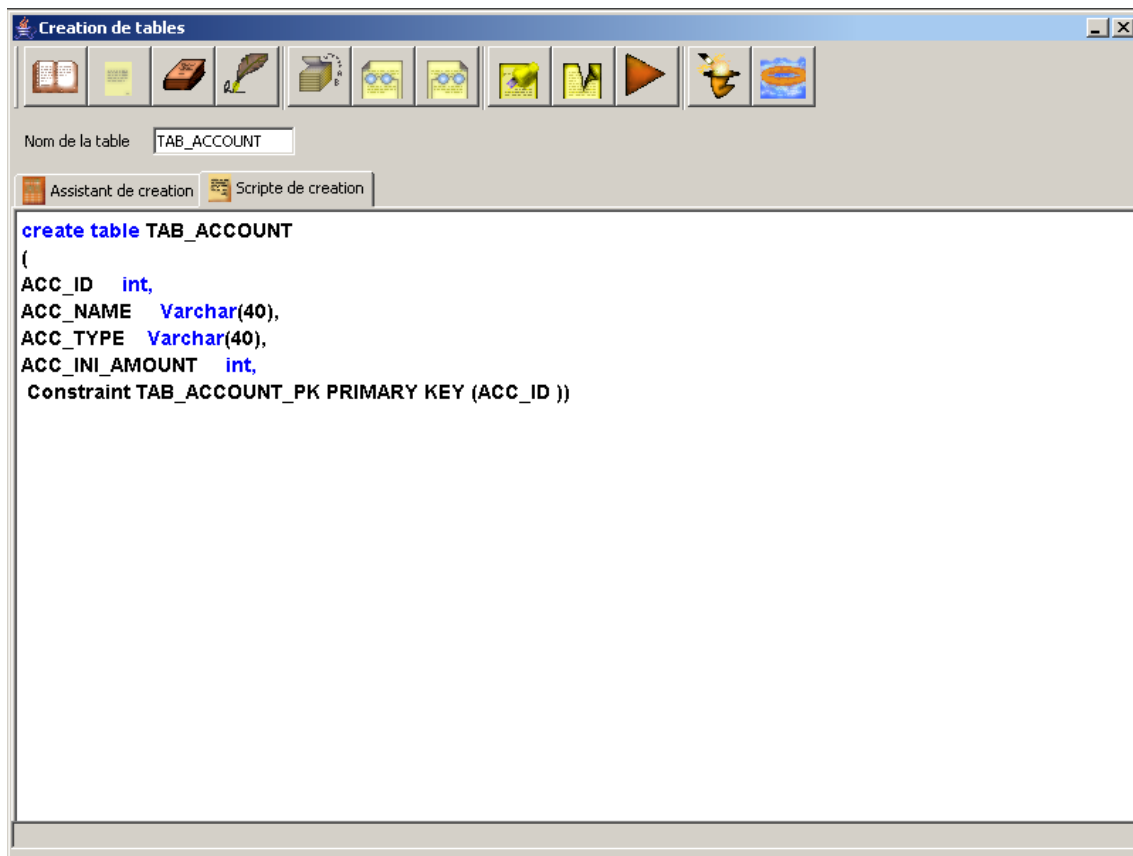 Creation de tables
Nom de la table TAB_ACCOUNT
Assistant de creation Scripte de creation
create table TAB_ACCOUNT
(
ACC_ID int,
ACC_NAME Varchar(40),
ACC_TYPE Varchar(40),
ACC_INI_AMOUNT int,
Constraint TAB_ACCOUNT_PK PRIMARY KEY (ACC_ID ))